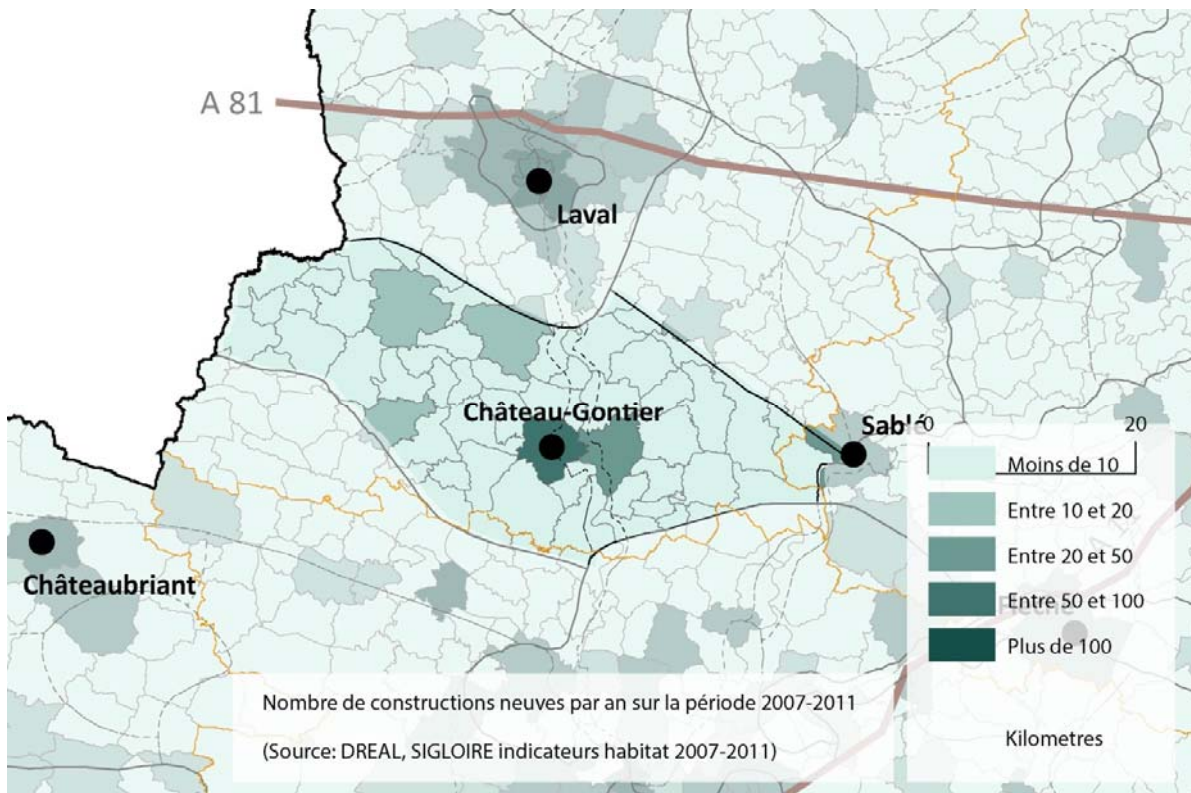 A 81
Laval
Château-Gontier
Sablé
0 20
Moins de 10
Entre 10 et 20
Entre 20 et 50
Entre 50 et 100
Plus de 100
Châteaubriant
Nombre de constructions neuves par an sur la période 2007-2011
(Source: DREAL, SIGLOIRE indicateurs habitat 2007-2011)
Kilometres